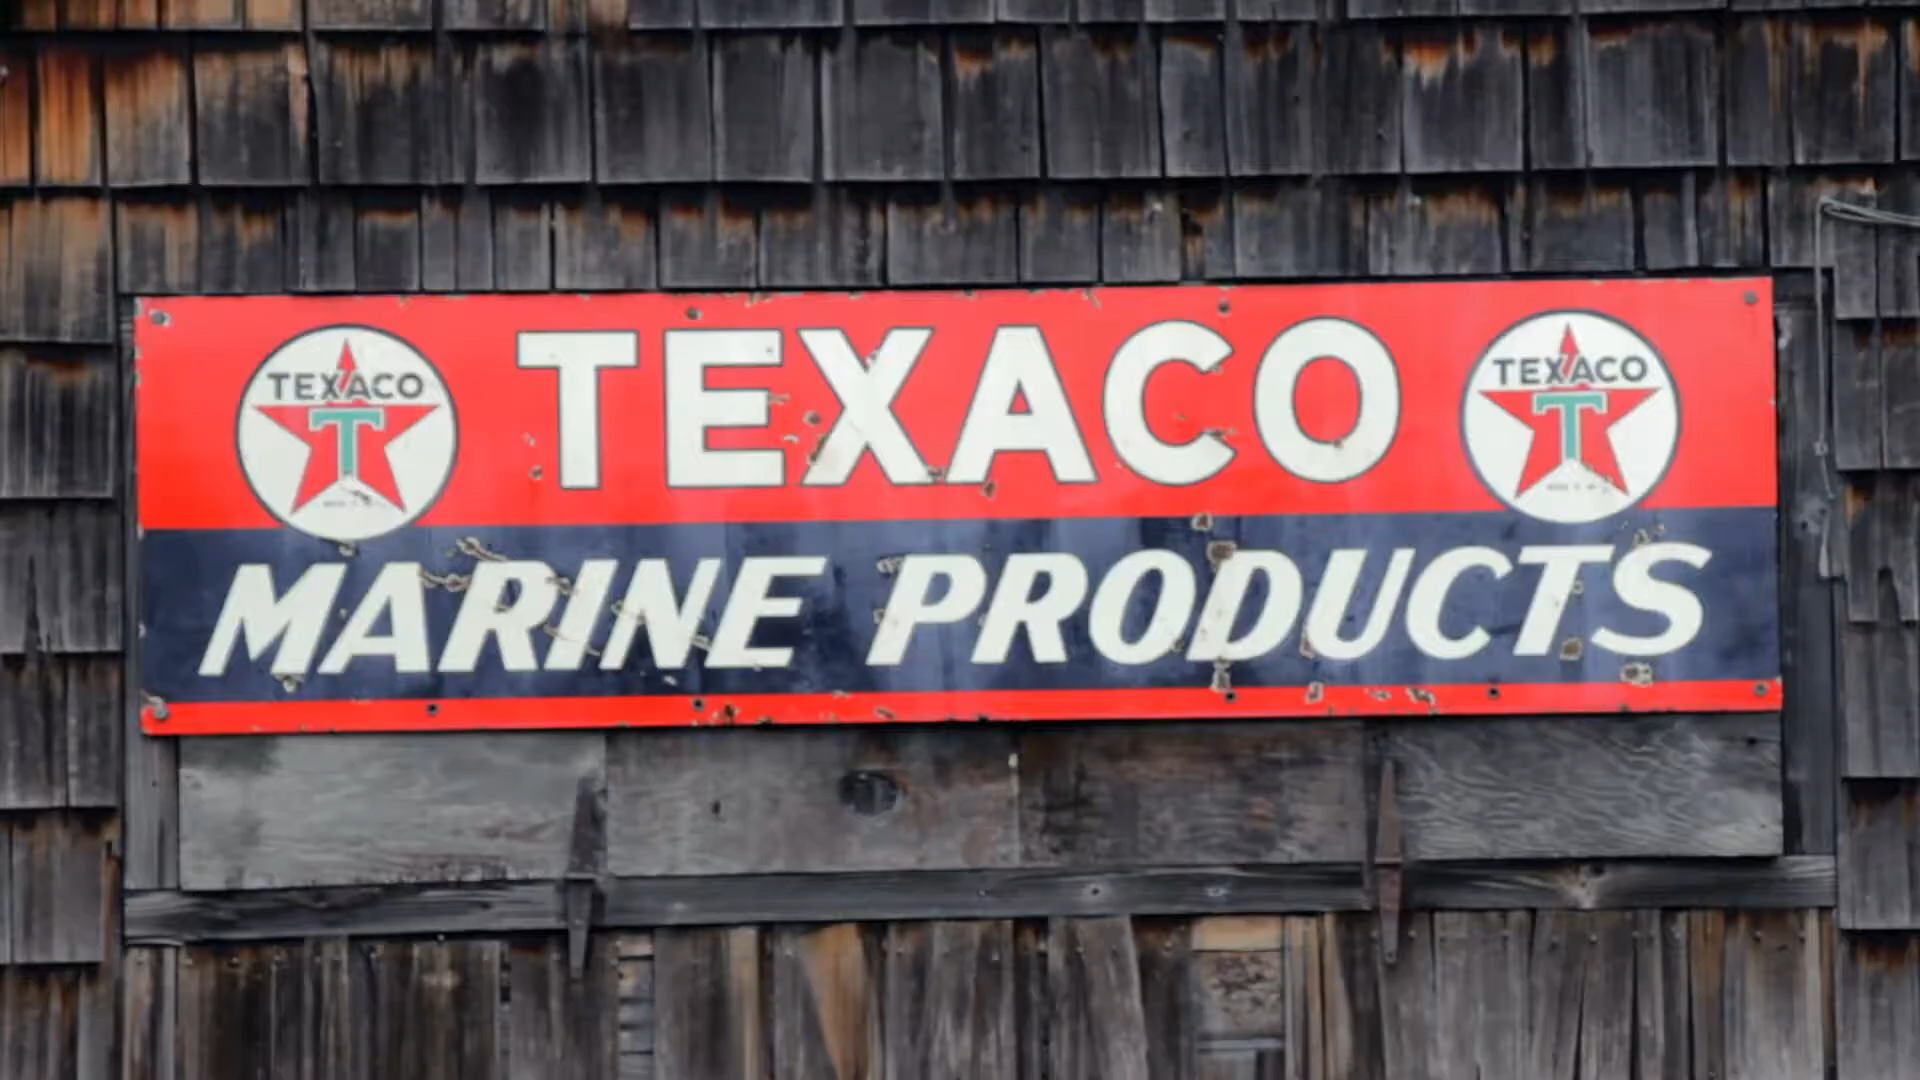 TEXACO
TEXACO
T
TEXACO
T
MARINE PRODUCTS